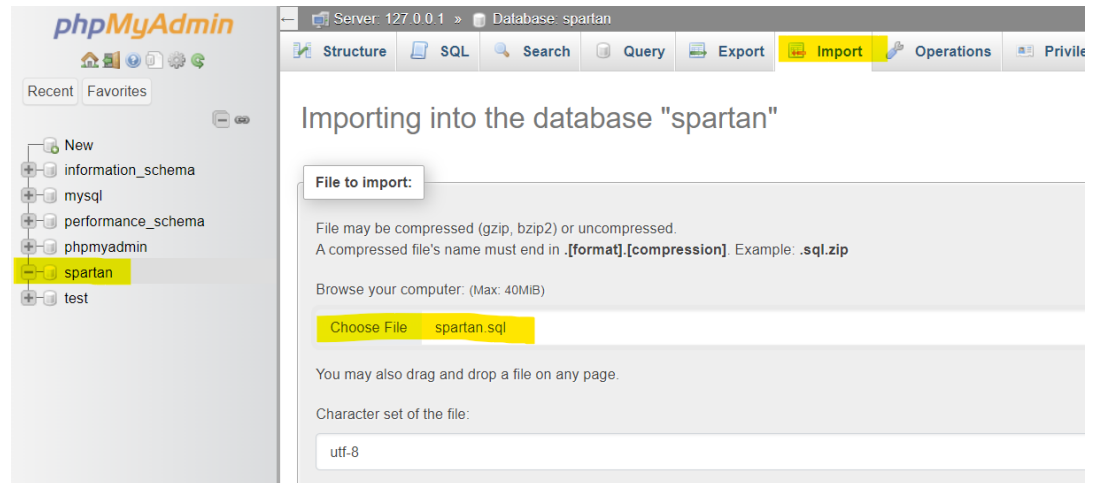 phpMyAdmin
Recent Favorites
New
information_schema
mysql
performance_schema
phpmyadmin
spartan
test
Server: 127.0.0.1 » Database: spartan
Structure SQL Search Query Export Import Operations
Importing into the database "spartan"
File to import:
File may be compressed (gzip, bzip2) or uncompressed.
A compressed file's name must end in .[format].[compression]. Example: .sql.zip
Browse your computer: (Max: 40MiB)
Choose File spartan.sql
You may also drag and drop a file on any page.
Character set of the file:
utf-8